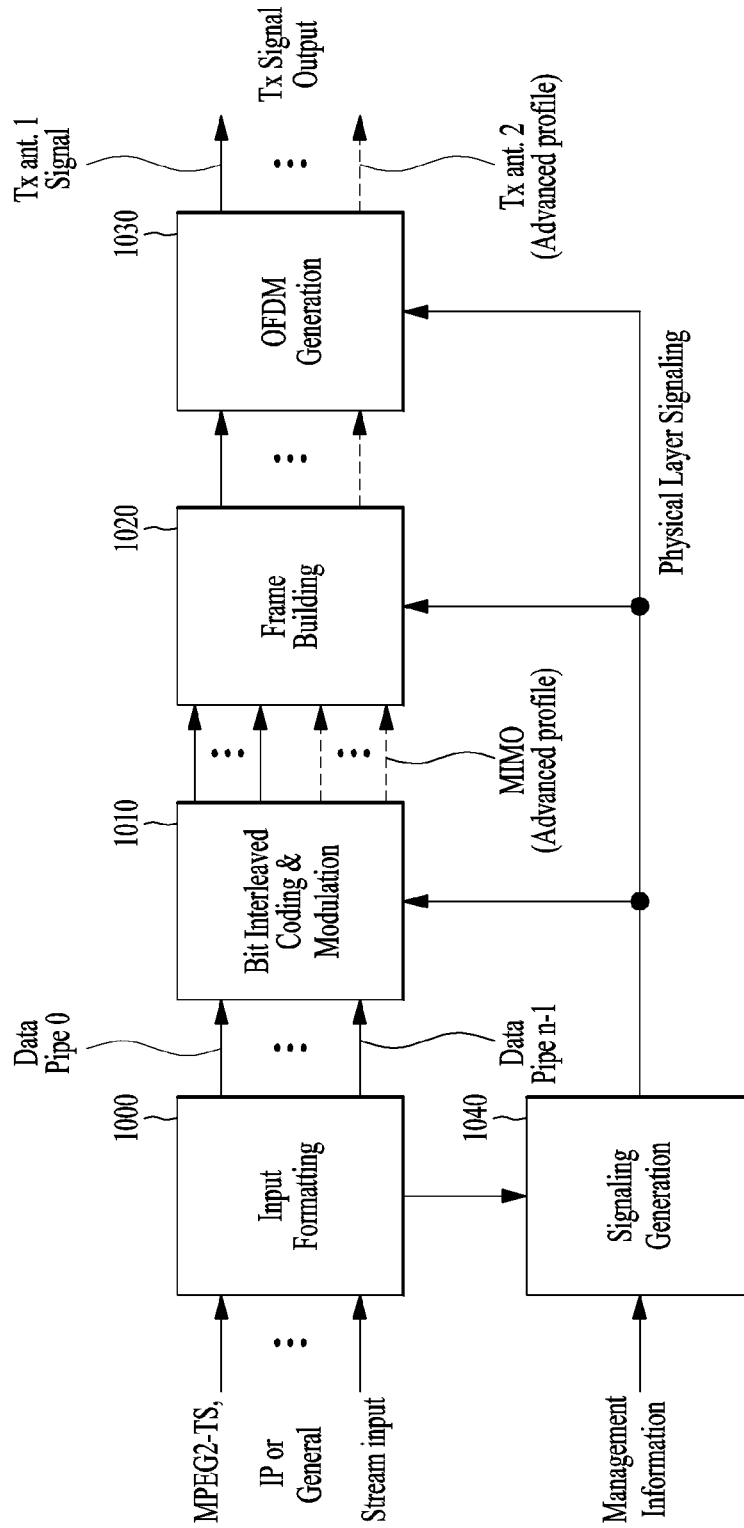 MPEG2-TS,
IP or
General
Stream input
1000
Input
Formatting
Data
Pipe 0
Data
Pipe n-1
1010
Bit Interleaved
Coding &
Modulation
MIMO
(Advanced profile)
1020
Frame
Building
1030
OFDM
Generation
Tx ant. 1
Signal
Tx Signal
Output
Tx ant. 2
(Advanced profile)
Management
Information
1040
Signaling
Generation
Physical Layer Signaling